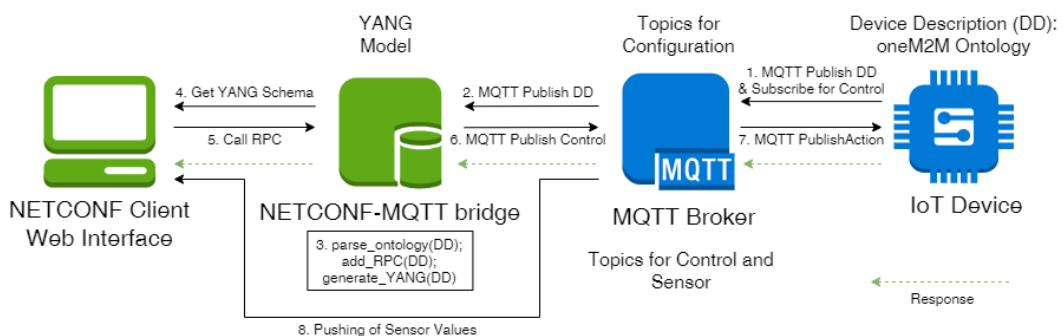 YANG
Model
Topics for
Configuration
Device Description (DD):
oneM2M Ontology
4. Get YANG Schema
5. Call RPC
2. MQTT Publish DD
6. MQTT Publish Control
1. MQTT Publish DD
& Subscribe for Control
7. MQTT PublishAction
MQTT
NETCONF Client
Web Interface
NETCONF-MQTT bridge
MQTT Broker
IoT Device
3. parse_ontology(DD);
add_RPC(DD);
generate_YANG(DD)
Topics for Control and
Sensor
Response
8. Pushing of Sensor Values